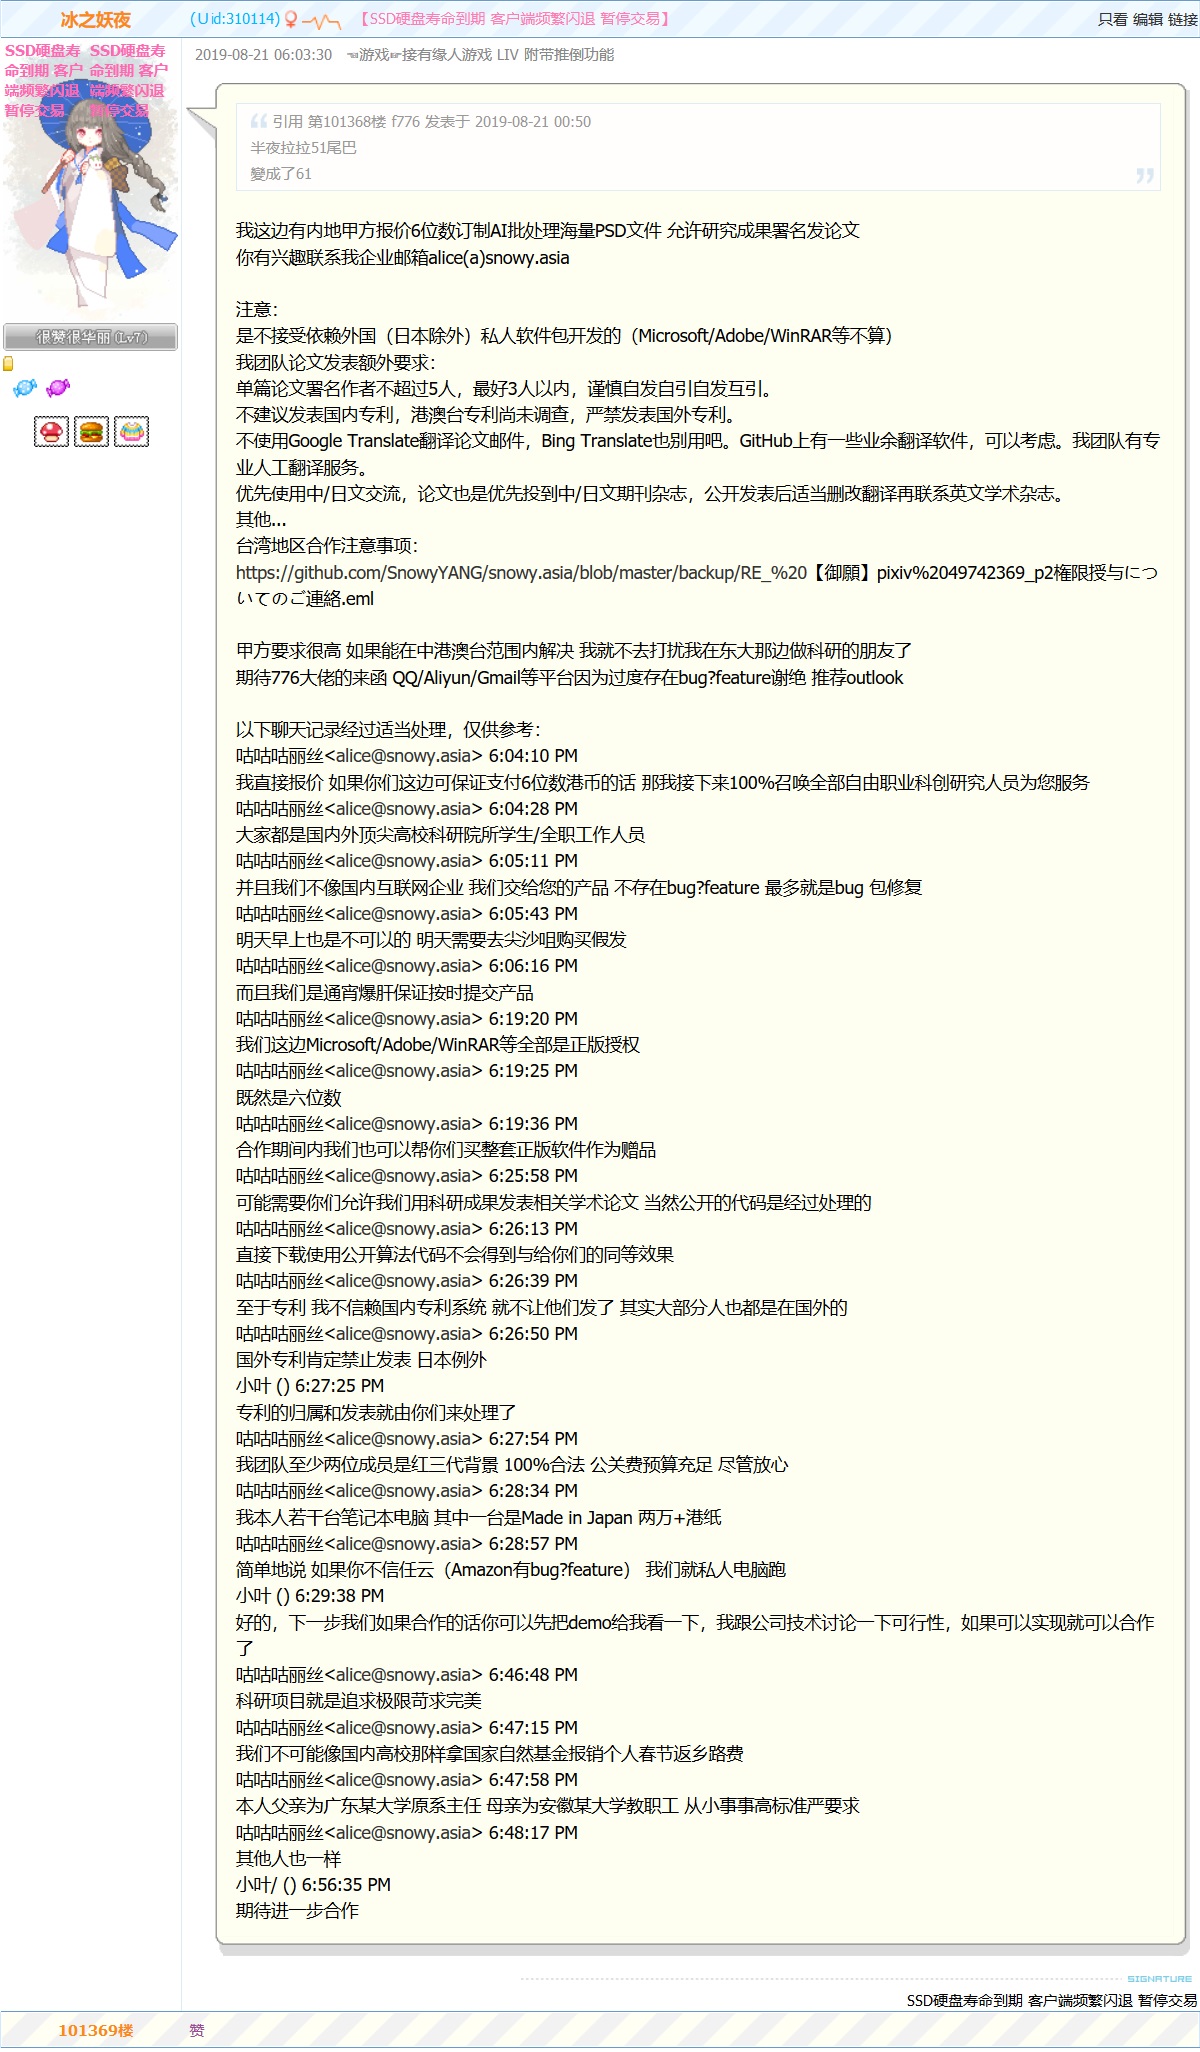 冰之妖夜
(Uid:310114)
【SSD硬盘寿命到期 客户端频繁闪退 暂停交易】
只看 编辑 链接
SSD硬盘寿 SSD硬盘寿
命到期 客户 命到期 客户
端频繁闪退 端频繁闪退
暂停交易 暂停交易
很赞很华丽 (Lv7)
2019-08-21 06:03:30 ☜游戏☞接有缘人游戏 LIV 附带推倒功能
引用 第101368楼 f776 发表于 2019-08-21 00:50
半夜拉拉51尾巴
變成了61
我这边有内地甲方报价6位数订制AI批处理海量PSD文件 允许研究成果署名发论文
你有兴趣联系我企业邮箱alice(a)snowy.asia
注意：
是不接受依赖外国（日本除外）私人软件包开发的（Microsoft/Adobe/WinRAR等不算）
我团队论文发表额外要求：
单篇论文署名作者不超过5人，最好3人以内，谨慎自发自引自发互引。
不建议发表国内专利，港澳台专利尚未调查，严禁发表国外专利。
不使用Google Translate翻译论文邮件，Bing Translate也别用吧。GitHub上有一些业余翻译软件，可以考虑。我团队有专
业人工翻译服务。
优先使用中/日文交流，论文也是优先投到中/日文期刊杂志，公开发表后适当删改翻译再联系英文学术杂志。
其他...
台湾地区合作注意事项：
https://github.com/SnowyYANG/snowy.asia/blob/master/backup/RE_%20【御願】pixiv%2049742369_p2権限授与につ
いてのご連絡.eml
甲方要求很高 如果能在中港澳台范围内解决 我就不去打扰我在东大那边做科研的朋友了
期待776大佬的来函 QQ/Aliyun/Gmail等平台因为过度存在bug?feature谢绝 推荐outlook
以下聊天记录经过适当处理，仅供参考：
咕咕咕丽丝<alice@snowy.asia> 6:04:10 PM
我直接报价 如果你们这边可保证支付6位数港币的话 那我接下来100%召唤全部自由职业科创研究人员为您服务
咕咕咕丽丝<alice@snowy.asia> 6:04:28 PM
大家都是国内外顶尖高校科研院所学生/全职工作人员
咕咕咕丽丝<alice@snowy.asia> 6:05:11 PM
并且我们不像国内互联网企业 我们交给您的产品 不存在bug?feature 最多就是bug 包修复
咕咕咕丽丝<alice@snowy.asia> 6:05:43 PM
明天早上也是不可以的 明天需要去尖沙咀购买假发
咕咕咕丽丝<alice@snowy.asia> 6:06:16 PM
而且我们是通宵爆肝保证按时提交产品
咕咕咕丽丝<alice@snowy.asia> 6:19:20 PM
我们这边Microsoft/Adobe/WinRAR等全部是正版授权
咕咕咕丽丝<alice@snowy.asia> 6:19:25 PM
既然是六位数
咕咕咕丽丝<alice@snowy.asia> 6:19:36 PM
合作期间内我们也可以帮你们买整套正版软件作为赠品
咕咕咕丽丝<alice@snowy.asia> 6:25:58 PM
可能需要你们允许我们用科研成果发表相关学术论文 当然公开的代码是经过处理的
咕咕咕丽丝<alice@snowy.asia> 6:26:13 PM
直接下载使用公开算法代码不会得到与给你们的同等效果
咕咕咕丽丝<alice@snowy.asia> 6:26:39 PM
至于专利 我不信赖国内专利系统 就不让他们发了 其实大部分人也都是在国外的
咕咕咕丽丝<alice@snowy.asia> 6:26:50 PM
国外专利肯定禁止发表 日本例外
小叶 () 6:27:25 PM
专利的归属和发表就由你们来处理了
咕咕咕丽丝<alice@snowy.asia> 6:27:54 PM
我团队至少两位成员是红三代背景 100%合法 公关费预算充足 尽管放心
咕咕咕丽丝<alice@snowy.asia> 6:28:34 PM
我本人若干台笔记本电脑 其中一台是Made in Japan 两万+港纸
咕咕咕丽丝<alice@snowy.asia> 6:28:57 PM
简单地说 如果你不信任云（Amazon有bug?feature） 我们就私人电脑跑
小叶 () 6:29:38 PM
好的，下一步我们如果合作的话你可以先把demo给我看一下，我跟公司技术讨论一下可行性，如果可以实现就可以合作
了
咕咕咕丽丝<alice@snowy.asia> 6:46:48 PM
科研项目就是追求极限苛求完美
咕咕咕丽丝<alice@snowy.asia> 6:47:15 PM
我们不可能像国内高校那样拿国家自然基金报销个人春节返乡路费
咕咕咕丽丝<alice@snowy.asia> 6:47:58 PM
本人父亲为广东某大学原系主任 母亲为安徽某大学教职工 从小事事高标准严要求
咕咕咕丽丝<alice@snowy.asia> 6:48:17 PM
其他人也一样
小叶/ () 6:56:35 PM
期待进一步合作
SIGNATURE
SSD硬盘寿命到期 客户端频繁闪退 暂停交易
101369楼
赞